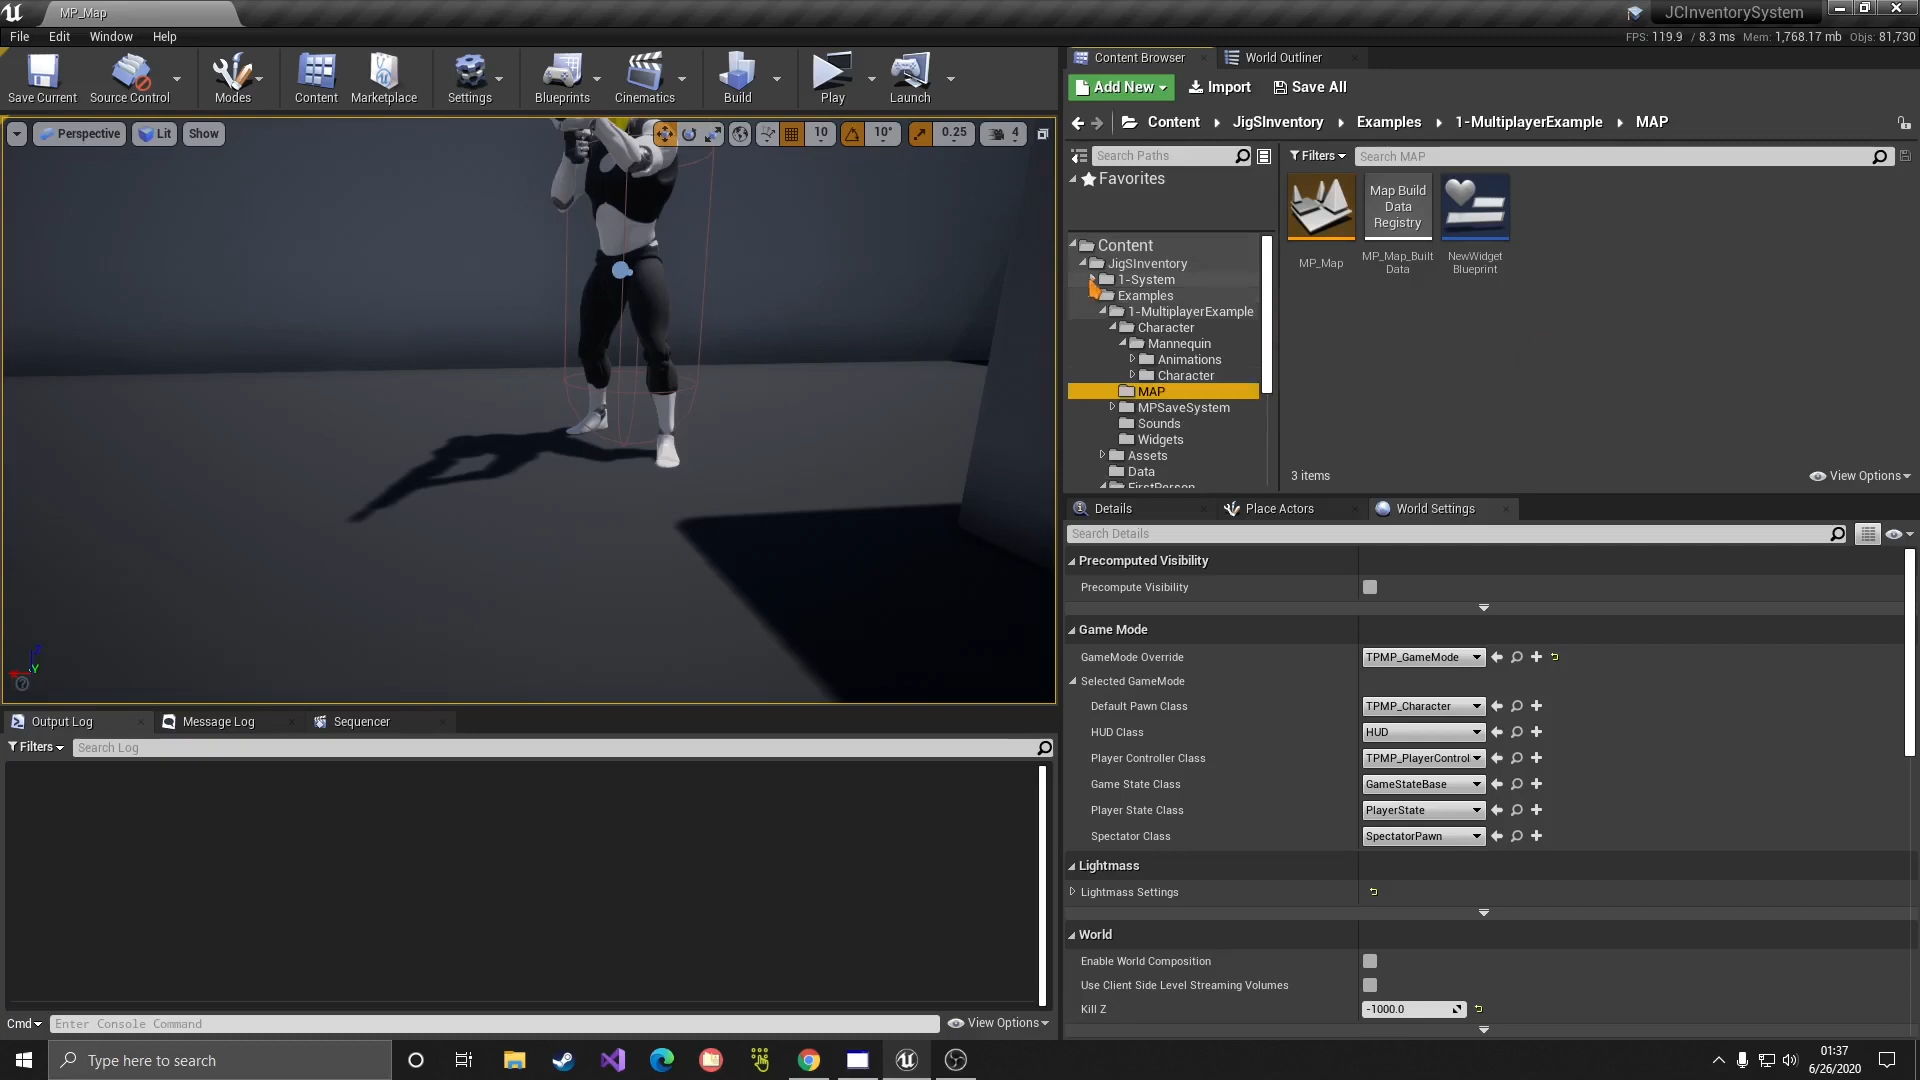 MP_Map
JCInventorySystem
File Edit Window Help
FPS: 119.9 / 8.3 ms Mem: 1,768.17 mb Objs: 81,730
Save Current Source Control Modes Content Marketplace Settings Blueprints Cinematics Build Play Launch
Perspective Lit Show 10 10° 0.25 4
Content Browser World Outliner
Add New Import Save All
Content JigSInventory Examples 1-MultiplayerExample MAP
Search Paths
Filters Search MAP
Favorites
Content
JigSInventory
1-System
Examples
1-MultiplayerExample
Character
Mannequin
Animations
Character
MAP
MPSaveSystem
Sounds
Widgets
Assets
Data
FirstPerson
Map Build
Data
Registry
MP_Map
MP_Map_Built
Data
NewWidget
Blueprint
3 items
View Options
Details Place Actors World Settings
Search Details
Precomputed Visibility
Precompute Visibility
Game Mode
GameMode Override TPMP_GameMode
Selected GameMode
Default Pawn Class TPMP_Character
HUD Class HUD
Player Controller Class TPMP_PlayerControl
Game State Class GameStateBase
Player State Class PlayerState
Spectator Class SpectatorPawn
Lightmass
Lightmass Settings
World
Enable World Composition
Use Client Side Level Streaming Volumes
Kill Z -1000.0
Z
Y
Output Log Message Log Sequencer
Filters Search Log
Cmd Enter Console Command
View Options
Type here to search
01:37
6/26/2020